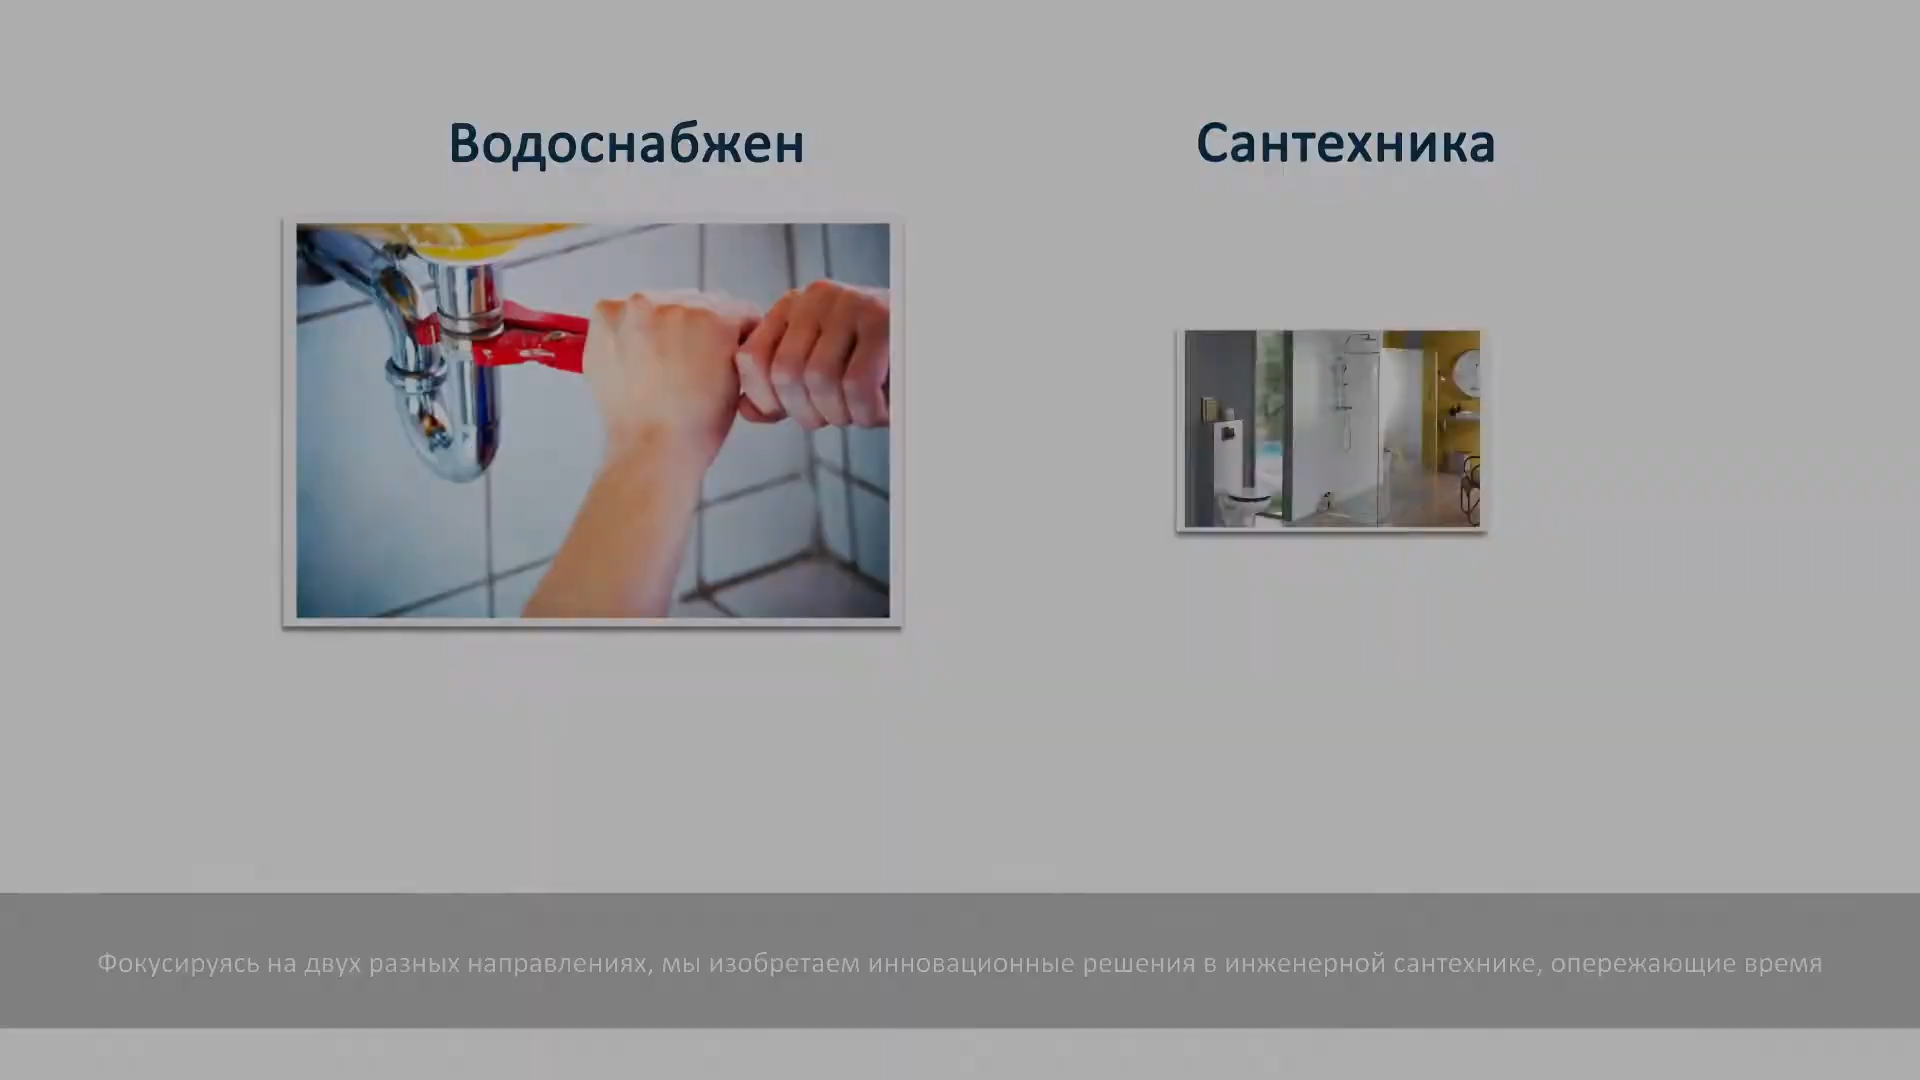 Водоснабжен
Сантехника
Фокусируясь на двух разных направлениях, мы изобретаем инновационные решения в инженерной сантехнике, опережающие время